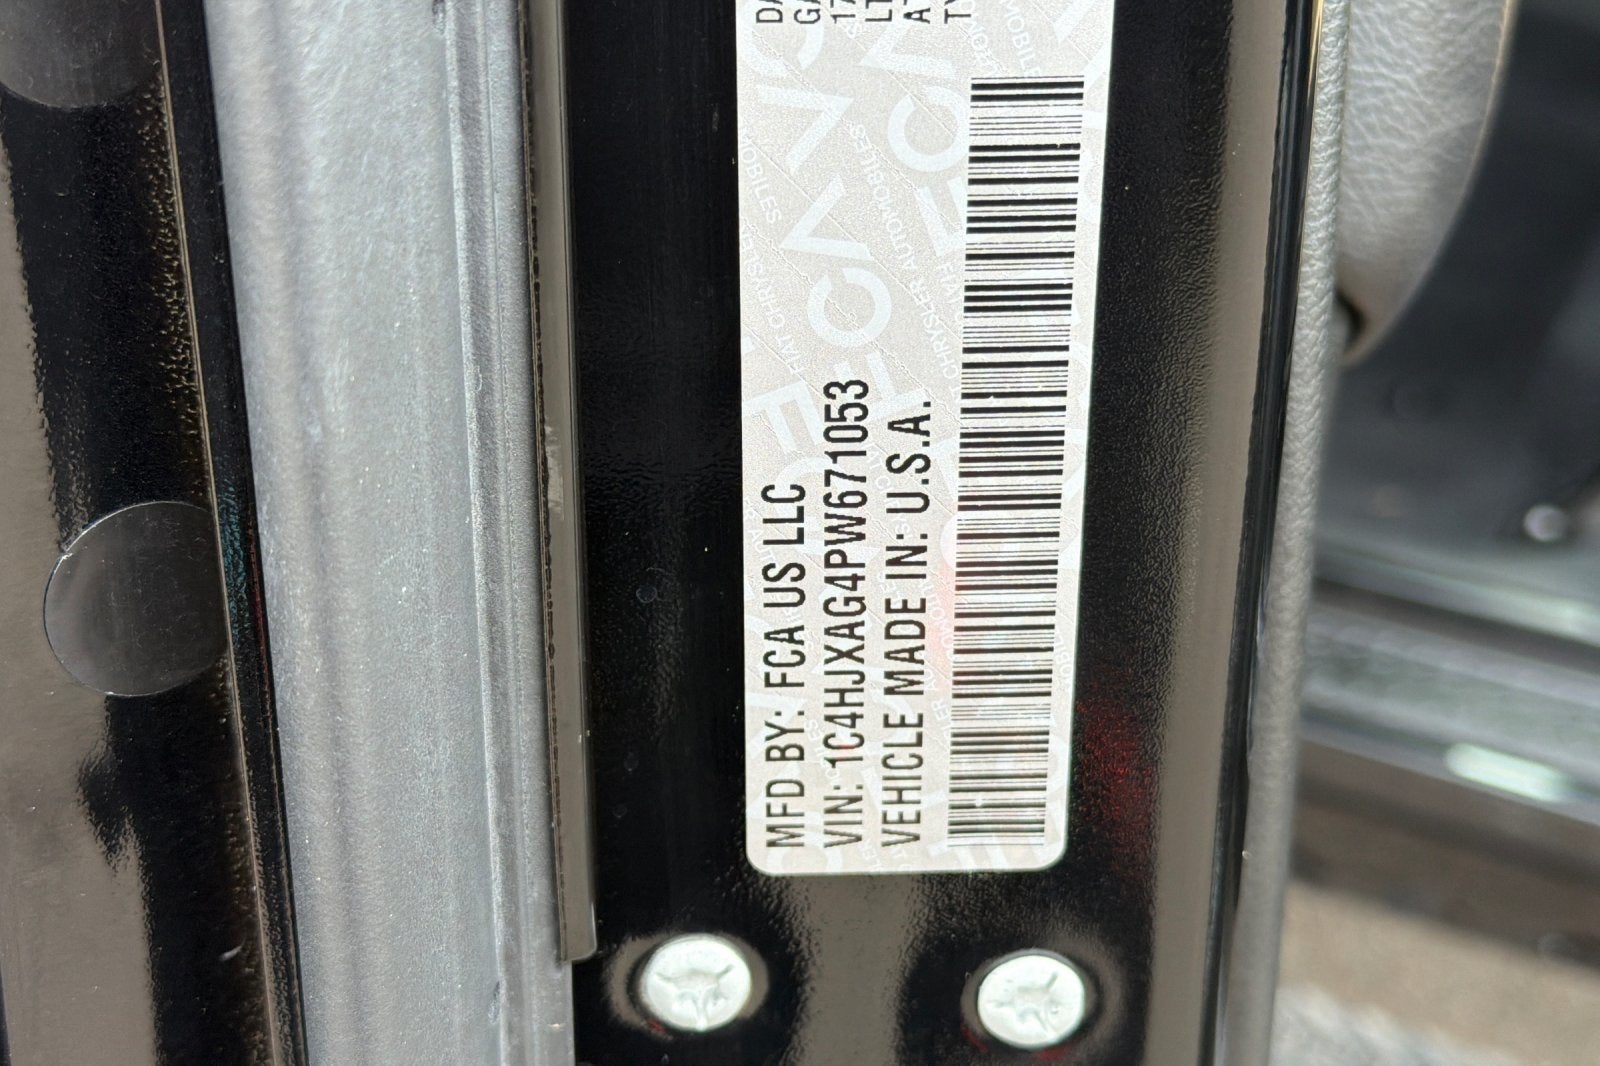 MFD BY: FCA US LLC
VIN: 1C4HJXAG4PW671053
VEHICLE MADE IN: U.S.A.